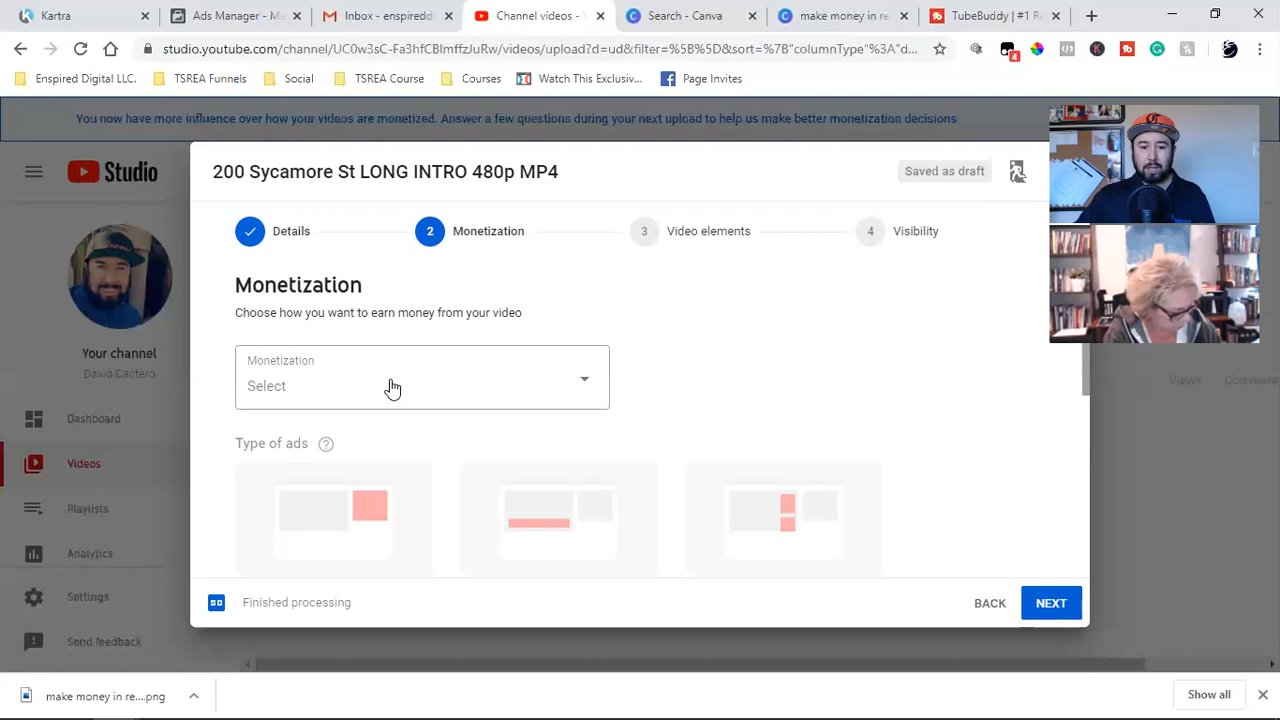 Kartra
Ads Manager - M
Inbox - enspiredd
Channel videos -
Search - Canva
make money in re
TubeBuddy | #1 R
studio.youtube.com/channel/UC0w3sC-Fa3hfCBlmffzJuRw/videos/upload?d=ud&filter=%5B%5D&sort=%7B"columnType"%3A"d...
4
Enspired Digital LLC.
TSREA Funnels
Social
TSREA Course
Courses
Watch This Exclusiv...
Page Invites
You now have more influence over how your videos are monetized. Answer a few questions during your next upload to help us make better monetization decisions
Studio
200 Sycamore St LONG INTRO 480p MP4
Saved as draft
Details
2
Monetization
3
Video elements
4
Visibility
Monetization
Choose how you want to earn money from your video
Monetization
Select
Type of ads
?
Your channel
David Cantero
Dashboard
Videos
Playlists
Analytics
Settings
Send feedback
Views
Comment
SD
Finished processing
BACK
NEXT
make money in re....png
Show all